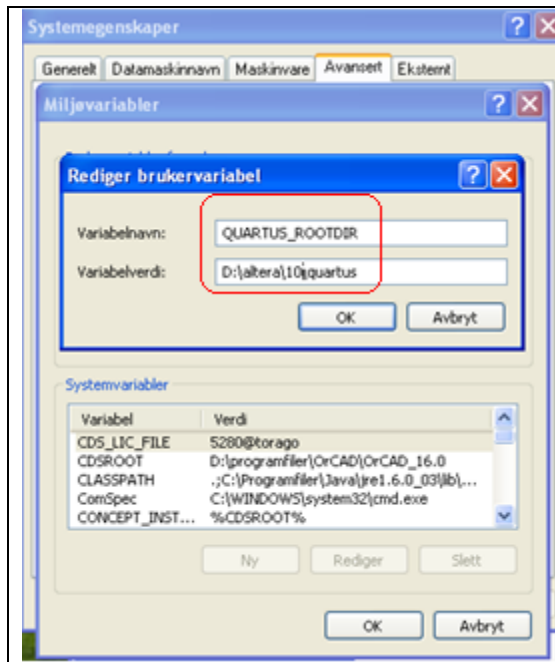 Systemegenskaper
Generelt Datamaskinnavn Maskinvare Avansert Eksternt
Miljøvariabler
Rediger brukervariabel
Variabelnavn: QUARTUS_ROOTDIR
Variabelverdi: D:\altera\10\quartus
OK Avbryt
Systemvariabler
Variabel Verdi
CDS_LIC_FILE 5280@torago
CDSROOT D:\programfiler\OrCAD\OrCAD_16.0
CLASSPATH .;C:\Programfiler\Java\jre1.6.0_03\lib\...
ComSpec C:\WINDOWS\system32\cmd.exe
CONCEPT_INST... %CDSROOT%
Ny Rediger Slett
OK Avbryt